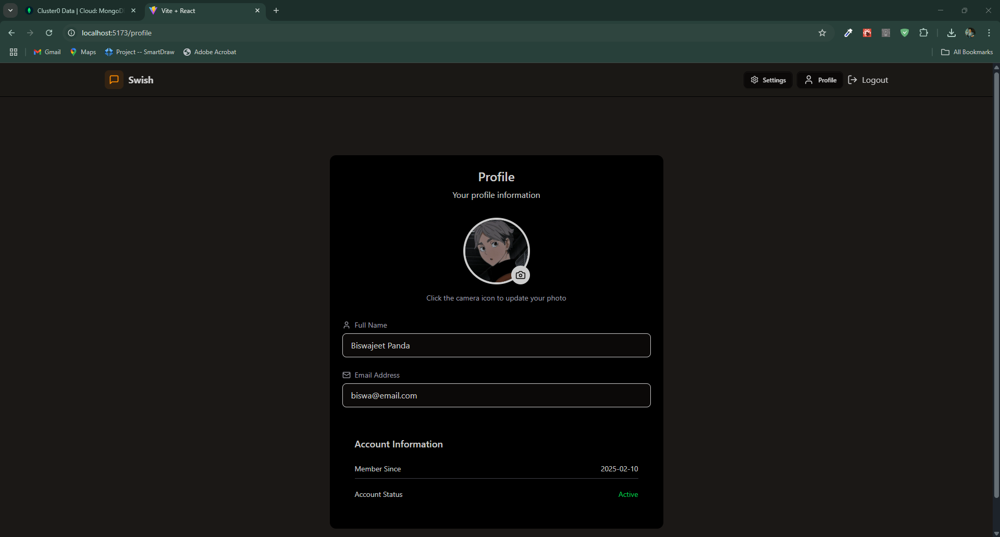 Cluster0 Data | Cloud: MongoD
Vite + React
localhost:5173/profile
Gmail
Maps
Project -- SmartDraw
Adobe Acrobat
All Bookmarks
Swish
Settings
Profile
Logout
Profile
Your profile information
Click the camera icon to update your photo
Full Name
Biswajeet Panda
Email Address
biswa@email.com
Account Information
Member Since 2025-02-10
Account Status Active